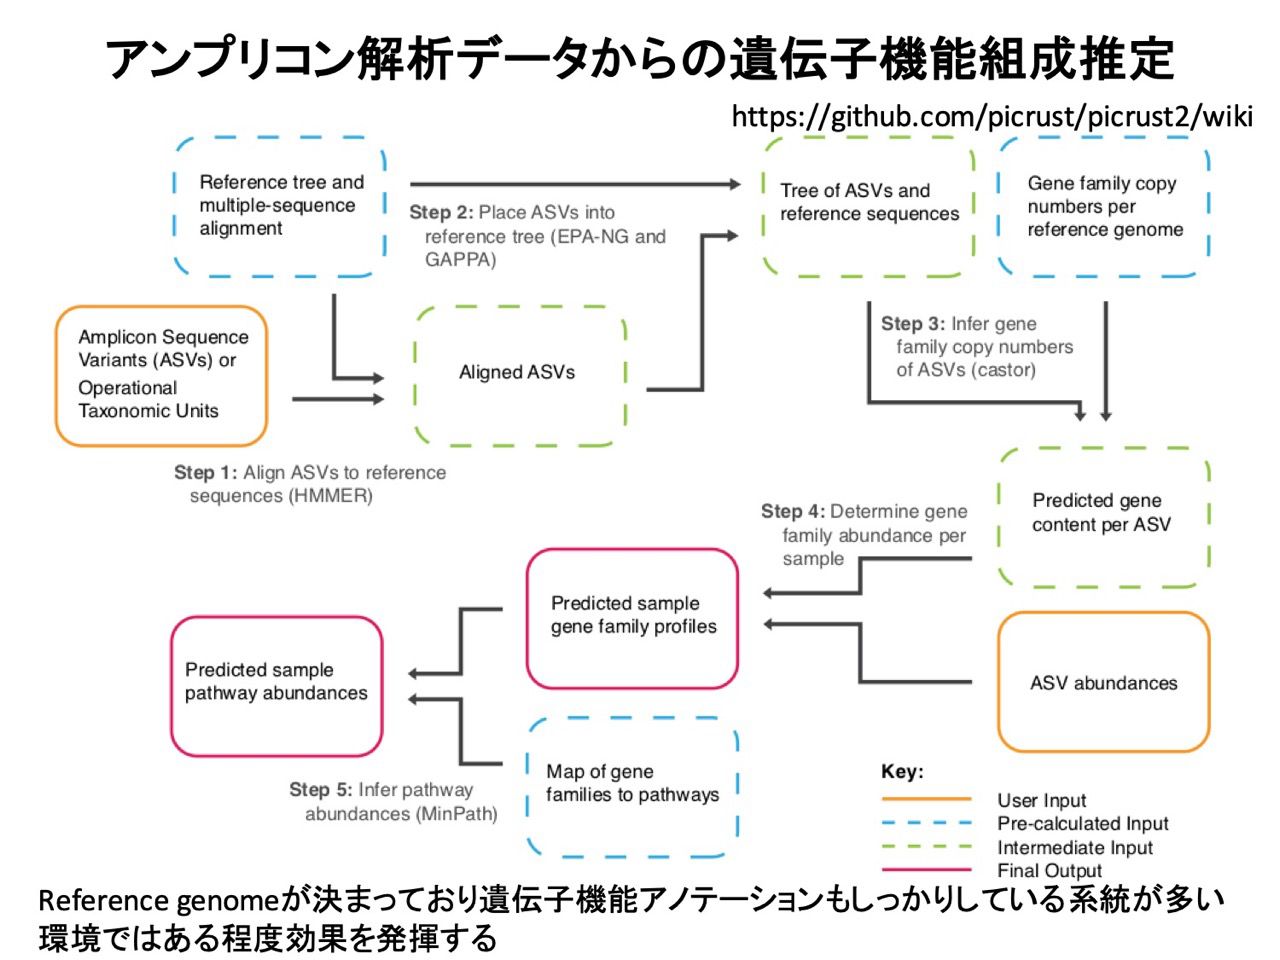 アンプリコン解析データからの遺伝子機能組成推定
https://github.com/picrust/picrust2/wiki
Reference tree and
multiple-sequence
alignment
Step 2: Place ASVs into
reference tree (EPA-NG and
GAPPA)
Tree of ASVs and
reference sequences
Gene family copy
numbers per
reference genome
Amplicon Sequence
Variants (ASVs) or
Operational
Taxonomic Units
Aligned ASVs
Step 3: Infer gene
family copy numbers
of ASVs (castor)
Step 1: Align ASVs to reference
sequences (HMMER)
Predicted gene
content per ASV
Step 4: Determine gene
family abundance per
sample
Predicted sample
gene family profiles
Predicted sample
pathway abundances
ASV abundances
Map of gene
families to pathways
Step 5: Infer pathway
abundances (MinPath)
Key:
User Input
Pre-calculated Input
Intermediate Input
Final Output
Reference genomeが決まっており遺伝子機能アノテーションもしっかりしている系統が多い
環境ではある程度効果を発揮する